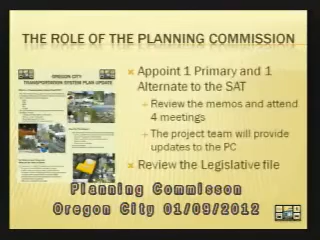 THE ROLE OF THE PLANNING COMMISSION
OREGON CITY
TRANSPORTATION SYSTEM PLAN UPDATE
Appoint 1 Primary and 1
Alternate to the SAT
Review the memos and attend
4 meetings
The project team will provide
updates to the PC
Review the Legislative file
Planning Commisson
Oregon City 01/09/2012